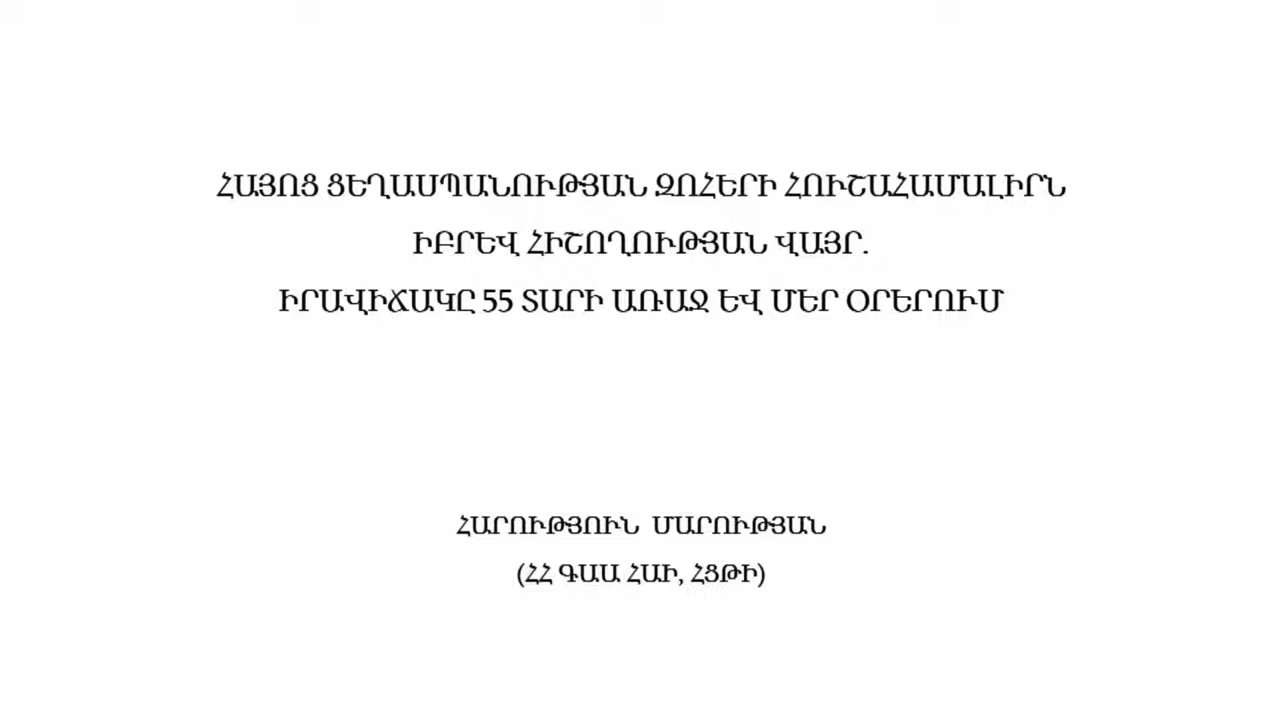 ՀԱՅՈՑ ՑԵՂԱՍՊԱՆՈՒԹՅԱՆ ԶՈՀԵՐԻ ՀՈՒՇԱՀԱՄԱԼԻՐՆ
ԻԲՐԵՎ ՀԻՇՈՂՈՒԹՅԱՆ ՎԱՅՐ.
ԻՐԱՎԻՃԱԿԸ 55 ՏԱՐԻ ԱՌԱՋ ԵՎ ՄԵՐ ՕՐԵՐՈՒՄ
ՀԱՐՈՒԹՅՈՒՆ ՄԱՐՈՒԹՅԱՆ
(ՀՀ ԳԱԱ ՀԱԻ, ՀՑԹԻ)